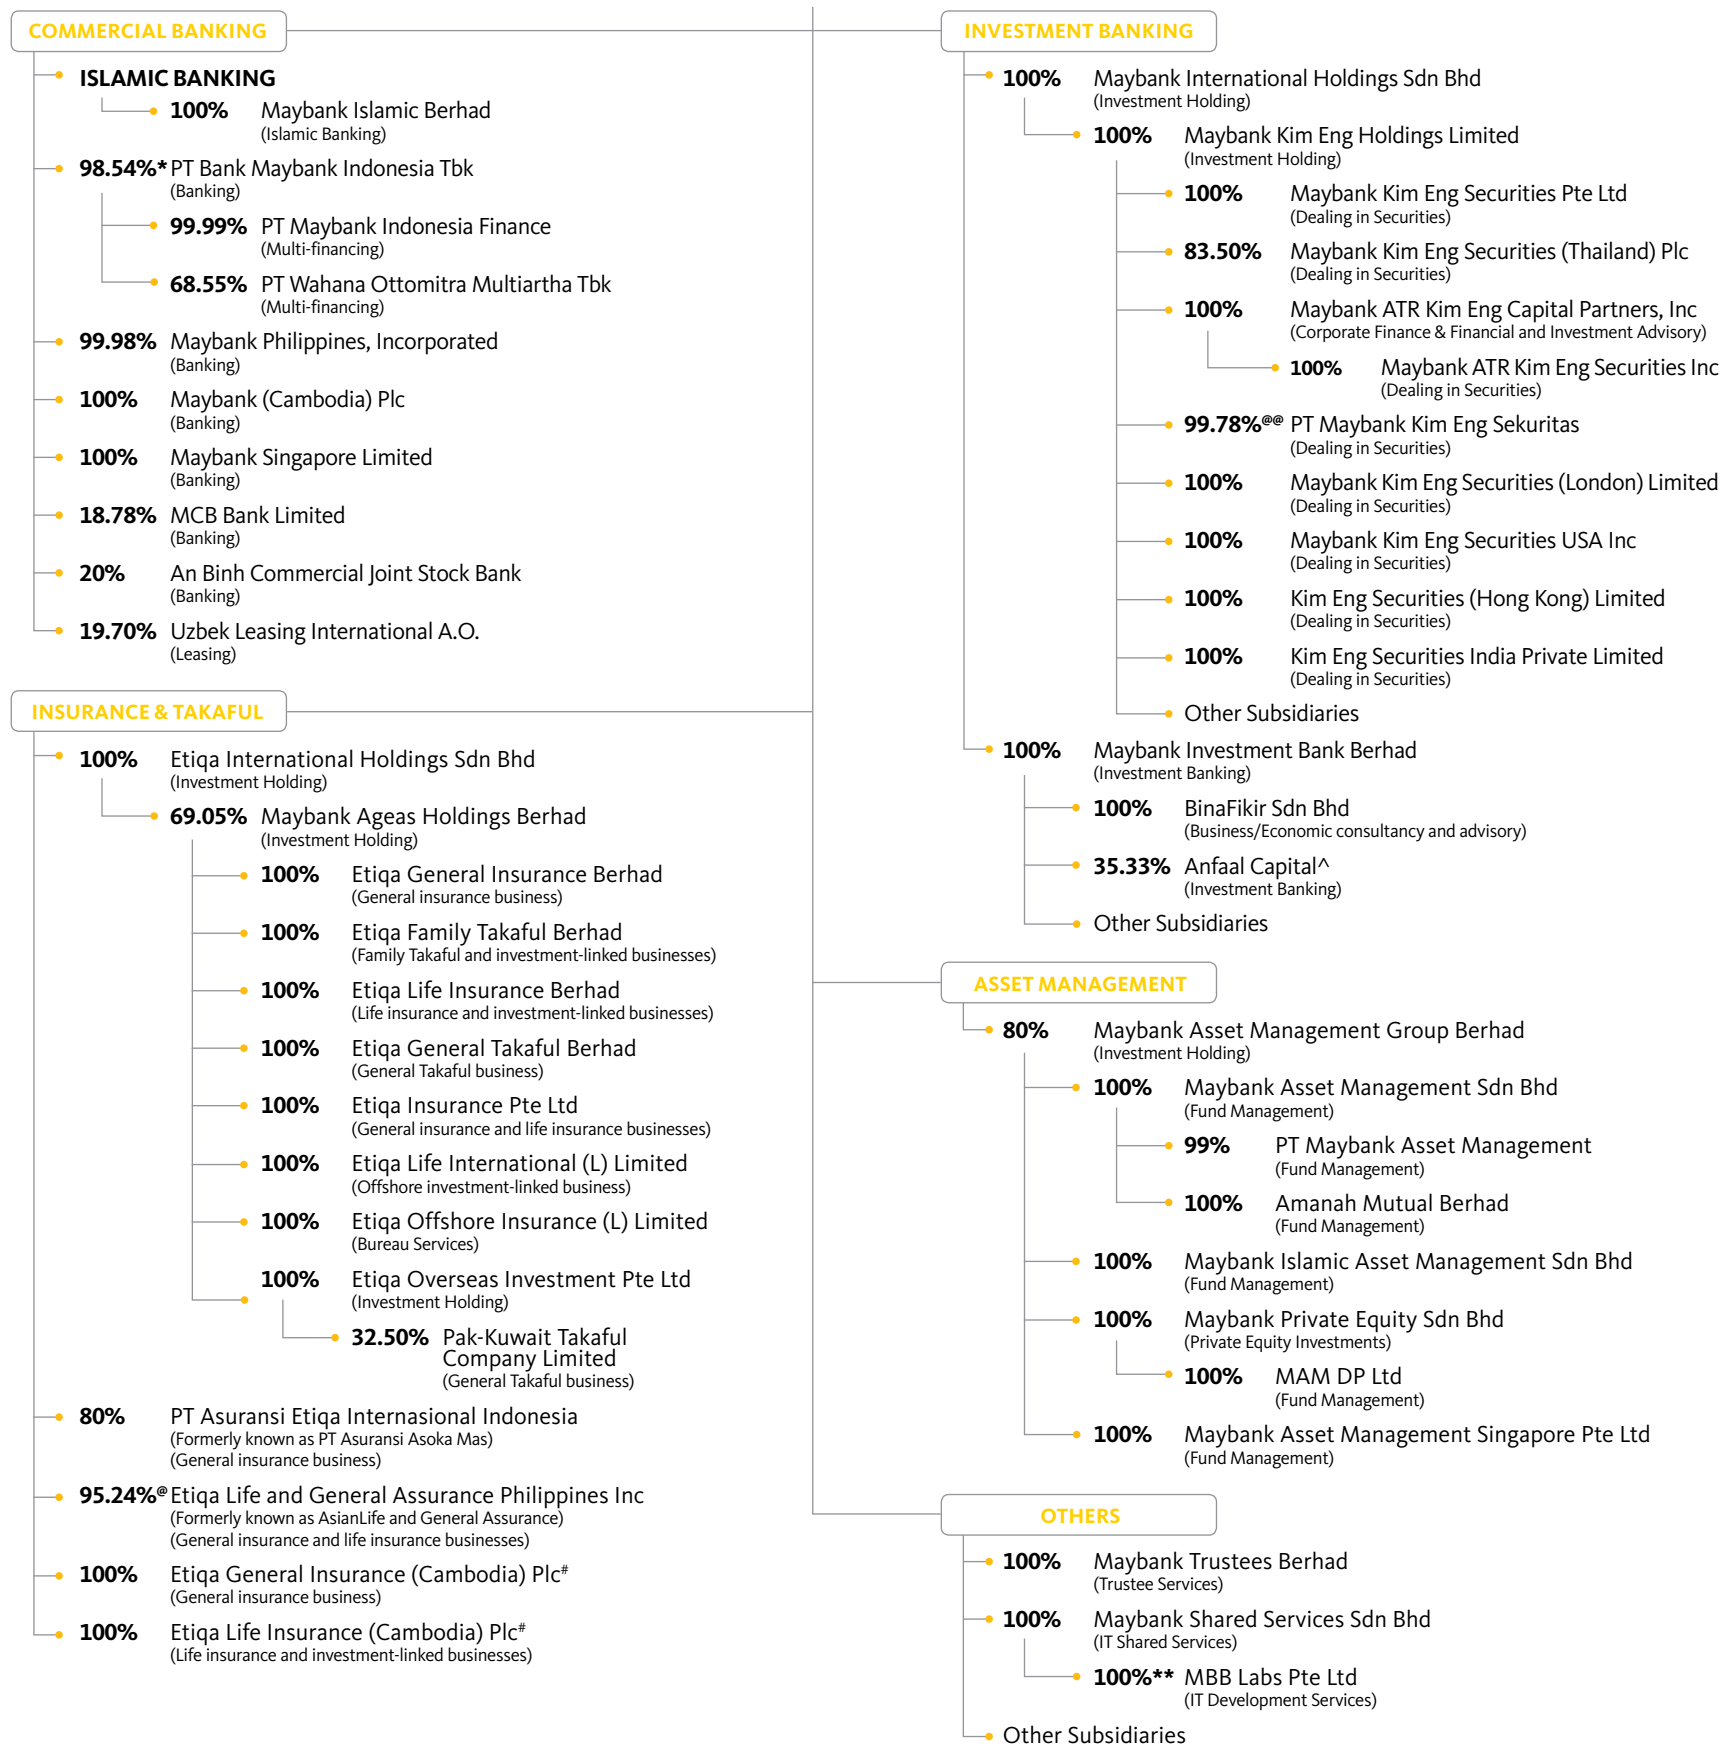 COMMERCIAL BANKING
ISLAMIC BANKING
100% Maybank Islamic Berhad
(Islamic Banking)
98.54%* PT Bank Maybank Indonesia Tbk
(Banking)
99.99% PT Maybank Indonesia Finance
(Multi-financing)
68.55% PT Wahana Ottomitra Multiartha Tbk
(Multi-financing)
99.98% Maybank Philippines, Incorporated
(Banking)
100% Maybank (Cambodia) Plc
(Banking)
100% Maybank Singapore Limited
(Banking)
18.78% MCB Bank Limited
(Banking)
20% An Binh Commercial Joint Stock Bank
(Banking)
19.70% Uzbek Leasing International A.O.
(Leasing)
INSURANCE & TAKAFUL
100% Etiqa International Holdings Sdn Bhd
(Investment Holding)
69.05% Maybank Ageas Holdings Berhad
(Investment Holding)
100% Etiqa General Insurance Berhad
(General insurance business)
100% Etiqa Family Takaful Berhad
(Family Takaful and investment-linked businesses)
100% Etiqa Life Insurance Berhad
(Life insurance and investment-linked businesses)
100% Etiqa General Takaful Berhad
(General Takaful business)
100% Etiqa Insurance Pte Ltd
(General insurance and life insurance businesses)
100% Etiqa Life International (L) Limited
(Offshore investment-linked business)
100% Etiqa Offshore Insurance (L) Limited
(Bureau Services)
100% Etiqa Overseas Investment Pte Ltd
(Investment Holding)
32.50% Pak-Kuwait Takaful
Company Limited
(General Takaful business)
80% PT Asuransi Etiqa Internasional Indonesia
(Formerly known as PT Asuransi Asoka Mas)
(General insurance business)
95.24%@ Etiqa Life and General Assurance Philippines Inc
(Formerly known as AsianLife and General Assurance)
(General insurance and life insurance businesses)
100% Etiqa General Insurance (Cambodia) Plc#
(General insurance business)
100% Etiqa Life Insurance (Cambodia) Plc#
(Life insurance and investment-linked businesses)
INVESTMENT BANKING
100% Maybank International Holdings Sdn Bhd
(Investment Holding)
100% Maybank Kim Eng Holdings Limited
(Investment Holding)
100% Maybank Kim Eng Securities Pte Ltd
(Dealing in Securities)
83.50% Maybank Kim Eng Securities (Thailand) Plc
(Dealing in Securities)
100% Maybank ATR Kim Eng Capital Partners, Inc
(Corporate Finance & Financial and Investment Advisory)
100% Maybank ATR Kim Eng Securities Inc
(Dealing in Securities)
99.78%@@ PT Maybank Kim Eng Sekuritas
(Dealing in Securities)
100% Maybank Kim Eng Securities (London) Limited
(Dealing in Securities)
100% Maybank Kim Eng Securities USA Inc
(Dealing in Securities)
100% Kim Eng Securities (Hong Kong) Limited
(Dealing in Securities)
100% Kim Eng Securities India Private Limited
(Dealing in Securities)
Other Subsidiaries
100% Maybank Investment Bank Berhad
(Investment Banking)
100% BinaFikir Sdn Bhd
(Business/Economic consultancy and advisory)
35.33% Anfaal Capital^
(Investment Banking)
Other Subsidiaries
ASSET MANAGEMENT
80% Maybank Asset Management Group Berhad
(Investment Holding)
100% Maybank Asset Management Sdn Bhd
(Fund Management)
99% PT Maybank Asset Management
(Fund Management)
100% Amanah Mutual Berhad
(Fund Management)
100% Maybank Islamic Asset Management Sdn Bhd
(Fund Management)
100% Maybank Private Equity Sdn Bhd
(Private Equity Investments)
100% MAM DP Ltd
(Fund Management)
100% Maybank Asset Management Singapore Pte Ltd
(Fund Management)
OTHERS
100% Maybank Trustees Berhad
(Trustee Services)
100% Maybank Shared Services Sdn Bhd
(IT Shared Services)
100%** MBB Labs Pte Ltd
(IT Development Services)
Other Subsidiaries